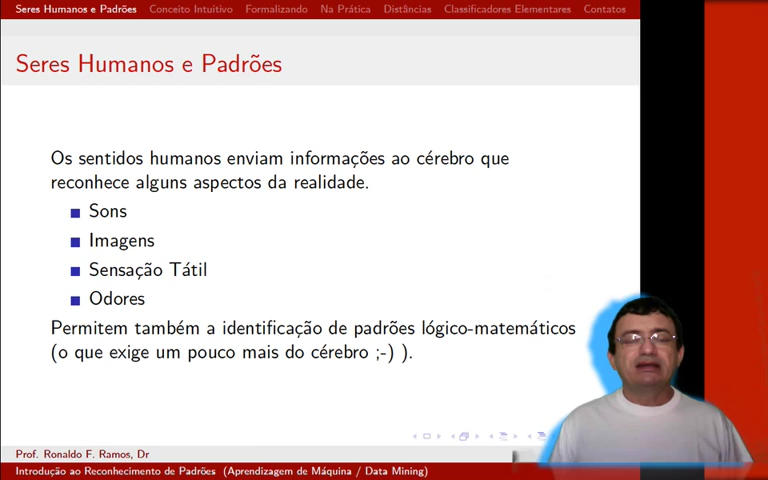 Seres Humanos e Padrões Conceito Intuitivo Formalizando Na Prática Distâncias Classificadores Elementares Contatos
Seres Humanos e Padrões
Os sentidos humanos enviam informações ao cérebro que
reconhece alguns aspectos da realidade.
Sons
Imagens
Sensação Tátil
Odores
Permitem também a identificação de padrões lógico-matemáticos
(o que exige um pouco mais do cérebro ;-) ).
Prof. Ronaldo F. Ramos, Dr
Introdução ao Reconhecimento de Padrões (Aprendizagem de Máquina / Data Mining)